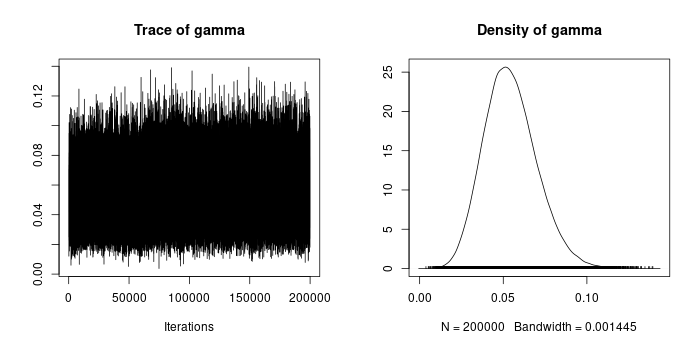 Trace of gamma
0.00 0.04 0.08 0.12
0 50000 100000 150000 200000
Iterations
Density of gamma
0 5 10 15 20 25
0.00 0.05 0.10
N = 200000 Bandwidth = 0.001445